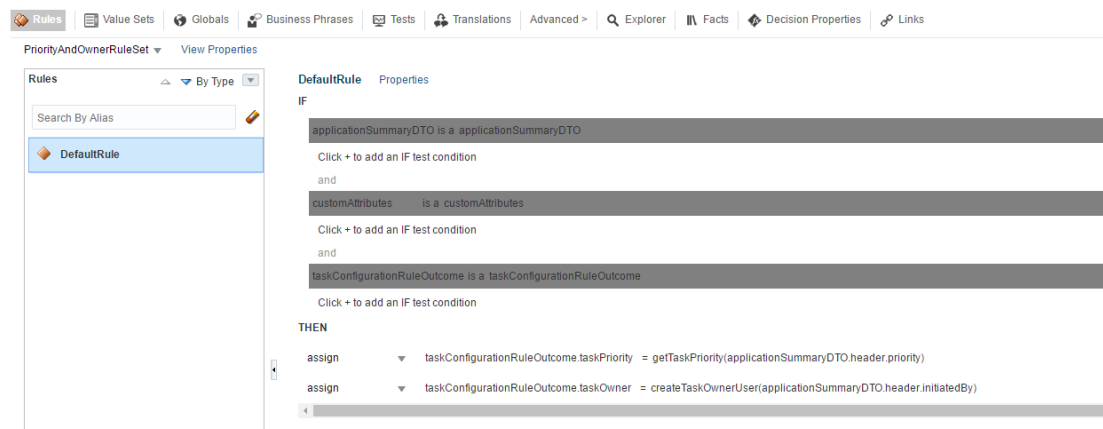 Rules Value Sets Globals Business Phrases Tests Translations Advanced > Explorer Facts Decision Properties Links
PriorityAndOwnerRuleSet View Properties
Rules By Type
Search By Alias
DefaultRule
DefaultRule Properties
IF
applicationSummaryDTO is a applicationSummaryDTO
Click + to add an IF test condition
and
customAttributes is a customAttributes
Click + to add an IF test condition
and
taskConfigurationRuleOutcome is a taskConfigurationRuleOutcome
Click + to add an IF test condition
THEN
assign taskConfigurationRuleOutcome.taskPriority = getTaskPriority(applicationSummaryDTO.header.priority)
assign taskConfigurationRuleOutcome.taskOwner = createTaskOwnerUser(applicationSummaryDTO.header.initiatedBy)